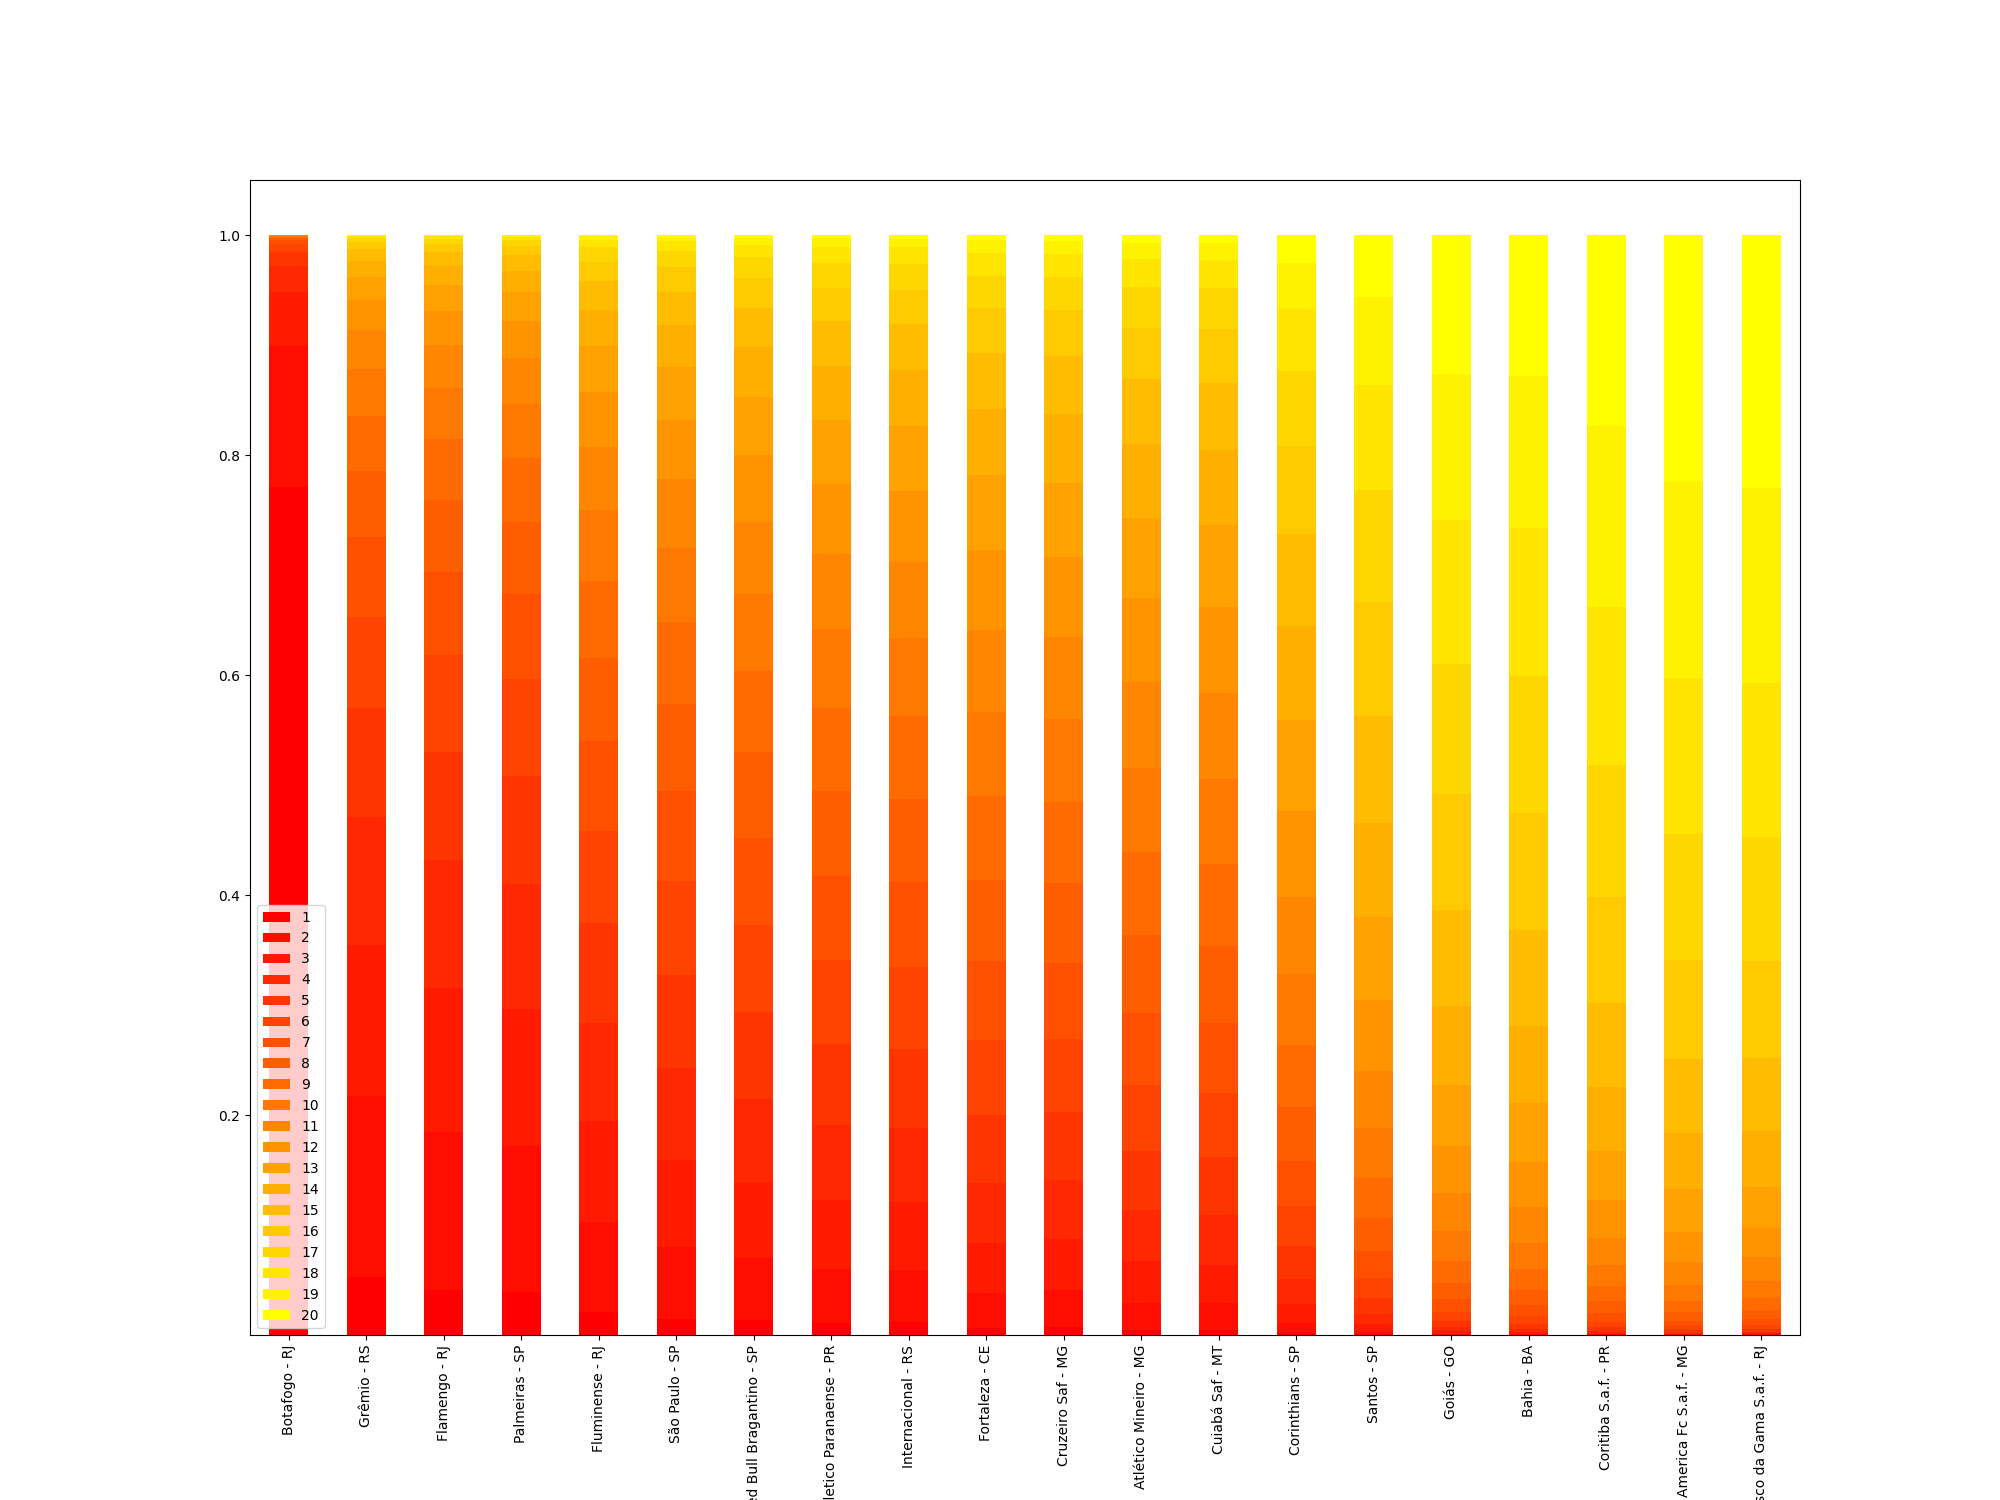 1.0
0.8
0.6
0.4
0.2
1
2
3
4
5
6
7
8
9
10
11
12
13
14
15
16
17
18
19
20
Botafogo - RJ
Grêmio - RS
Flamengo - RJ
Palmeiras - SP
Fluminense - RJ
São Paulo - SP
ed Bull Bragantino - SP
letico Paranaense - PR
Internacional - RS
Fortaleza - CE
Cruzeiro Saf - MG
Atlético Mineiro - MG
Cuiabá Saf - MT
Corinthians - SP
Santos - SP
Goiás - GO
Bahia - BA
Coritiba S.a.f. - PR
America Fc S.a.f. - MG
sco da Gama S.a.f. - RJ